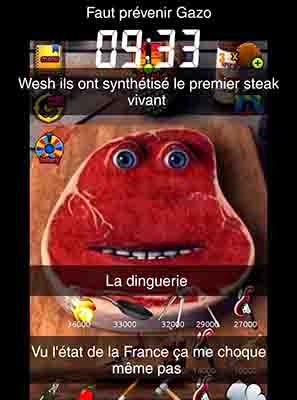 Faut prévenir Gazo
09:33
menu
Wesh ils ont synthétisé le premier steak
vivant
La dinguerie
36000 33000 32000 29000 27000
Vu l'état de la France ça me choque
même pas